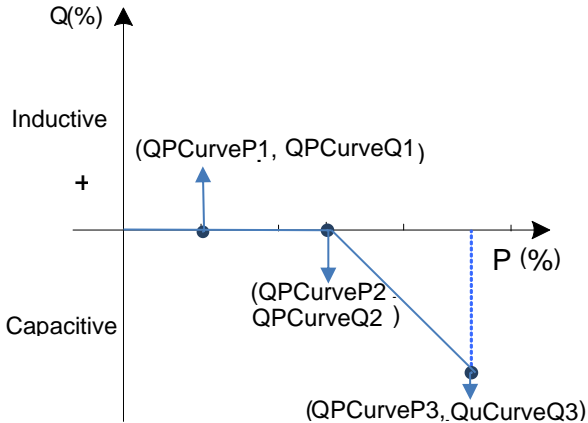 Q(%)
Inductive
(QPCurveP1, QPCurveQ1)
+
P (%)
(QPCurveP2 -
QPCurveQ2 )
Capacitive
(QPCurveP3, QuCurveQ3)